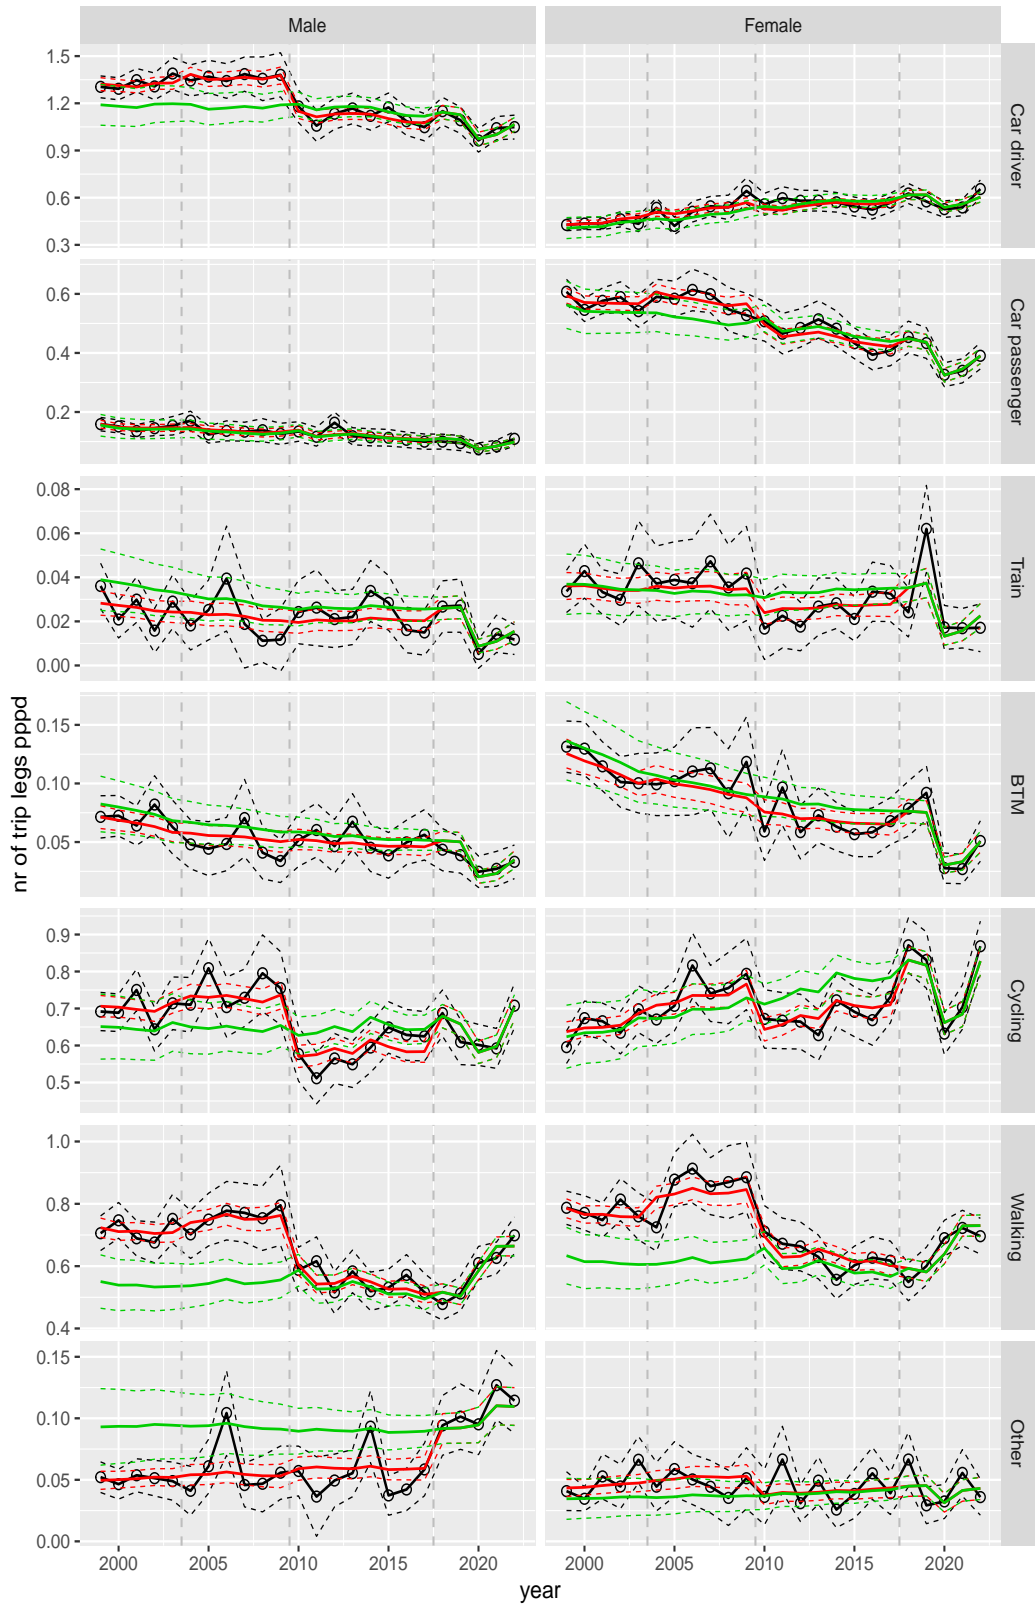 Male Female
1.5
1.2
0.9
0.6
0.3
Car driver
0.6
0.4
0.2
Car passenger
0.08
0.06
0.04
0.02
0.00
Train
0.15
0.10
0.05
BTM
nr of trip legs pppd
0.9
0.8
0.7
0.6
0.5
Cycling
1.0
0.8
0.6
0.4
Walking
0.15
0.10
0.05
0.00
Other
2000 2005 2010 2015 2020 2000 2005 2010 2015 2020
year